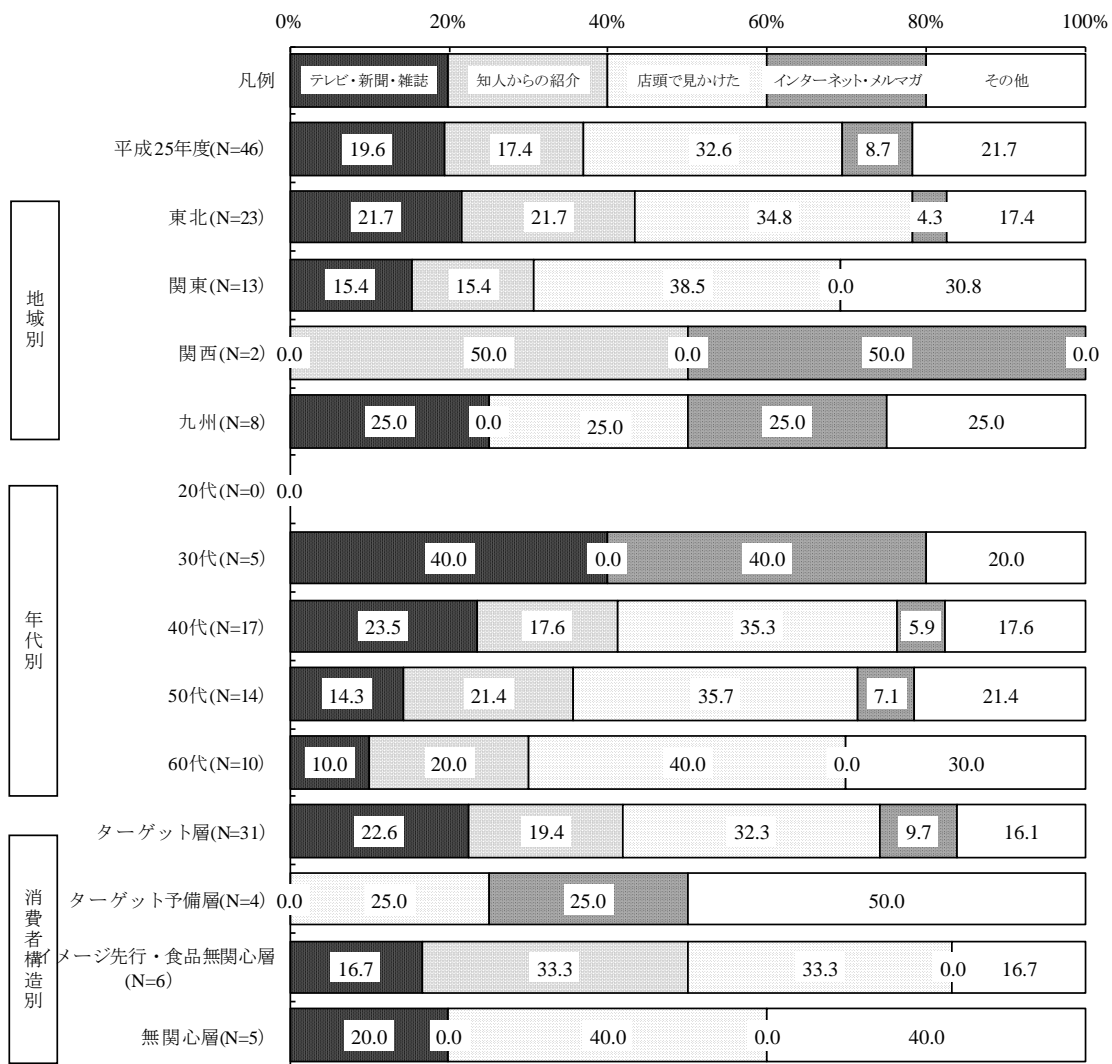 0% 20% 40% 60% 80% 100%
凡例 テレビ・新聞・雑誌 知人からの紹介 店頭で見かけた インターネット・メルマガ その他
平成25年度(N=46) 19.6 17.4 32.6 8.7 21.7
地域別
東北(N=23) 21.7 21.7 34.8 4.3 17.4
関東(N=13) 15.4 15.4 38.5 0.0 30.8
関西(N=2) 0.0 50.0 0.0 50.0 0.0
九州(N=8) 25.0 0.0 25.0 25.0 25.0
年代別
20代(N=0) 0.0
30代(N=5) 40.0 0.0 40.0 20.0
40代(N=17) 23.5 17.6 35.3 5.9 17.6
50代(N=14) 14.3 21.4 35.7 7.1 21.4
60代(N=10) 10.0 20.0 40.0 0.0 30.0
消費者構造別
ターゲット層(N=31) 22.6 19.4 32.3 9.7 16.1
ターゲット予備層(N=4) 0.0 25.0 25.0 50.0
イメージ先行・食品無関心層
(N=6) 16.7 33.3 33.3 0.0 16.7
無関心層(N=5) 20.0 0.0 40.0 0.0 40.0